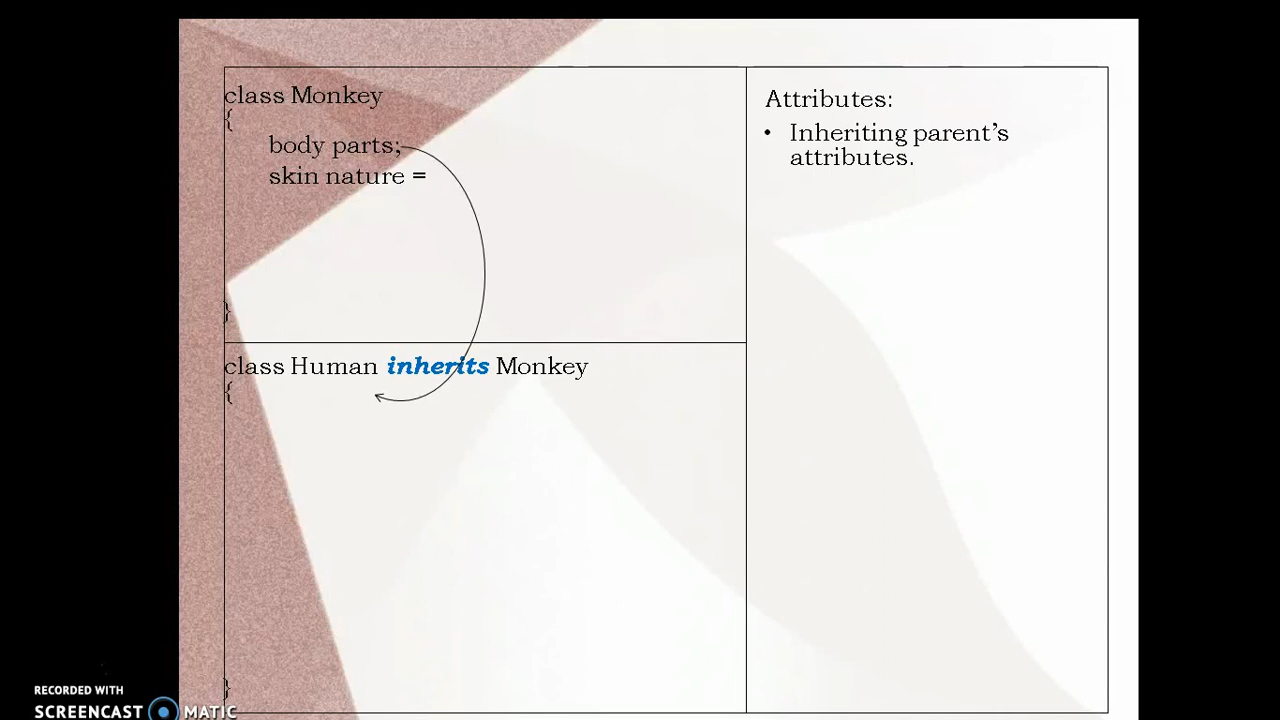 class Monkey
{
body parts;
skin nature =
}
class Human inherits Monkey
{
}
Attributes:
• Inheriting parent’s
attributes.
RECORDED WITH
SCREENCAST MATIC